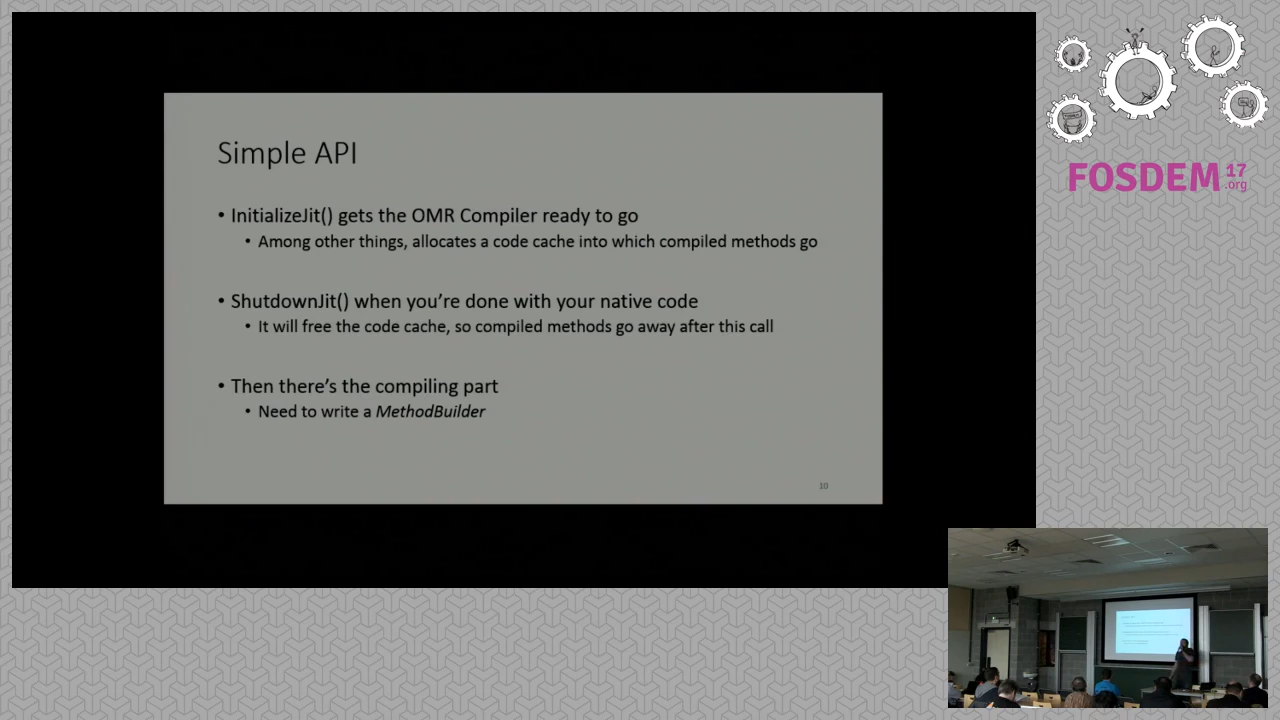 Simple API
• InitializeJit() gets the OMR Compiler ready to go
• Among other things, allocates a code cache into which compiled methods go
• ShutdownJit() when you're done with your native code
• It will free the code cache, so compiled methods go away after this call
• Then there's the compiling part
• Need to write a MethodBuilder
10
FOSDEM 17
.org